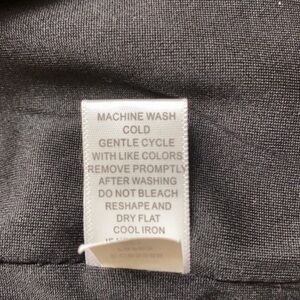 MACHINE WASH
COLD
GENTLE CYCLE
WITH LIKE COLORS
REMOVE PROMPTLY
AFTER WASHING
DO NOT BLEACH
RESHAPE AND
DRY FLAT
COOL IRON